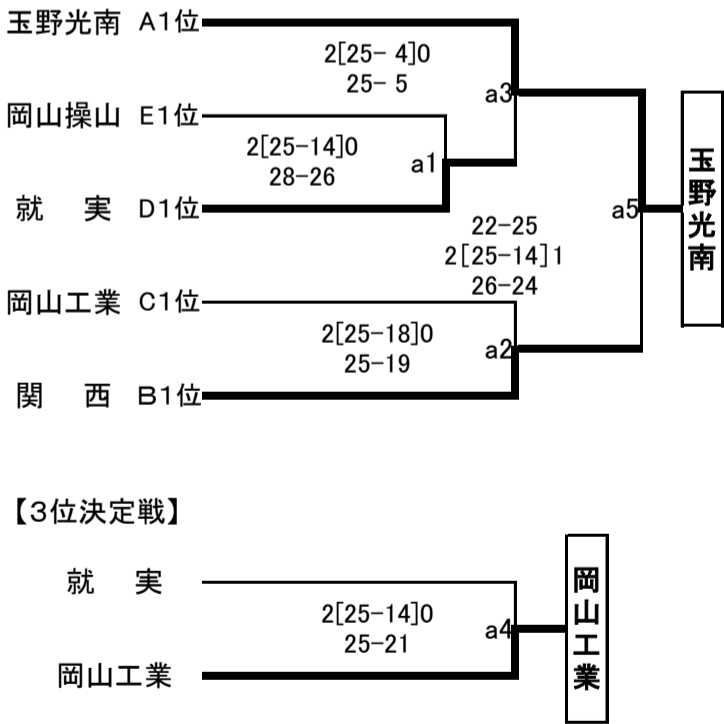 玉野光南 A1位
2[25- 4]0
25- 5
a3
岡山操山 E1位
2[25-14]0
28-26
a1
就 実 D1位
玉野光南
a5
22-25
2[25-14]1
26-24
岡山工業 C1位
2[25-18]0
25-19
a2
関 西 B1位
【3位決定戦】
就 実
2[25-14]0
25-21
a4
岡山工業
岡山工業